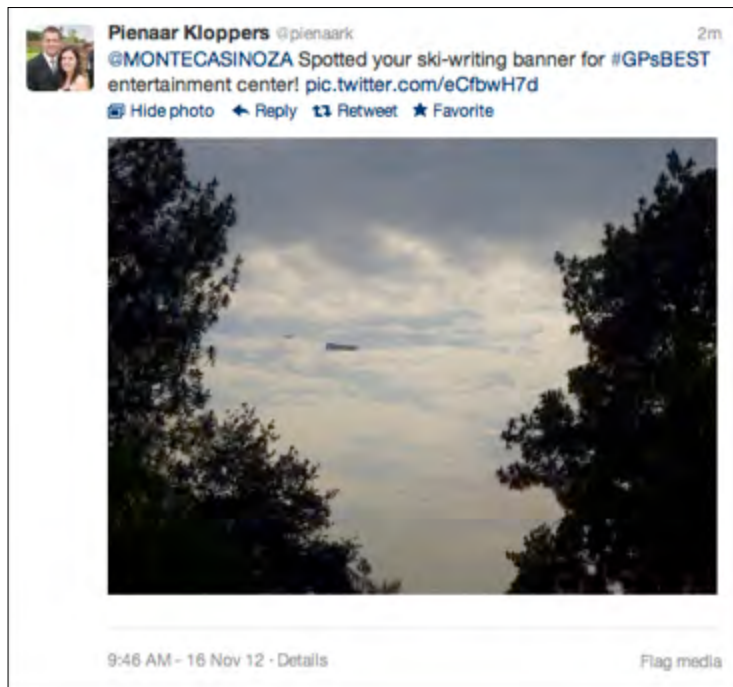 Pienaar Kloppers @pienaark 2m
@MONTECASINOZA Spotted your ski-writing banner for #GPsBEST
entertainment center! pic.twitter.com/eCfbwH7d
Hide photo Reply Retweet Favorite
9:46 AM - 16 Nov 12 · Details Flag media